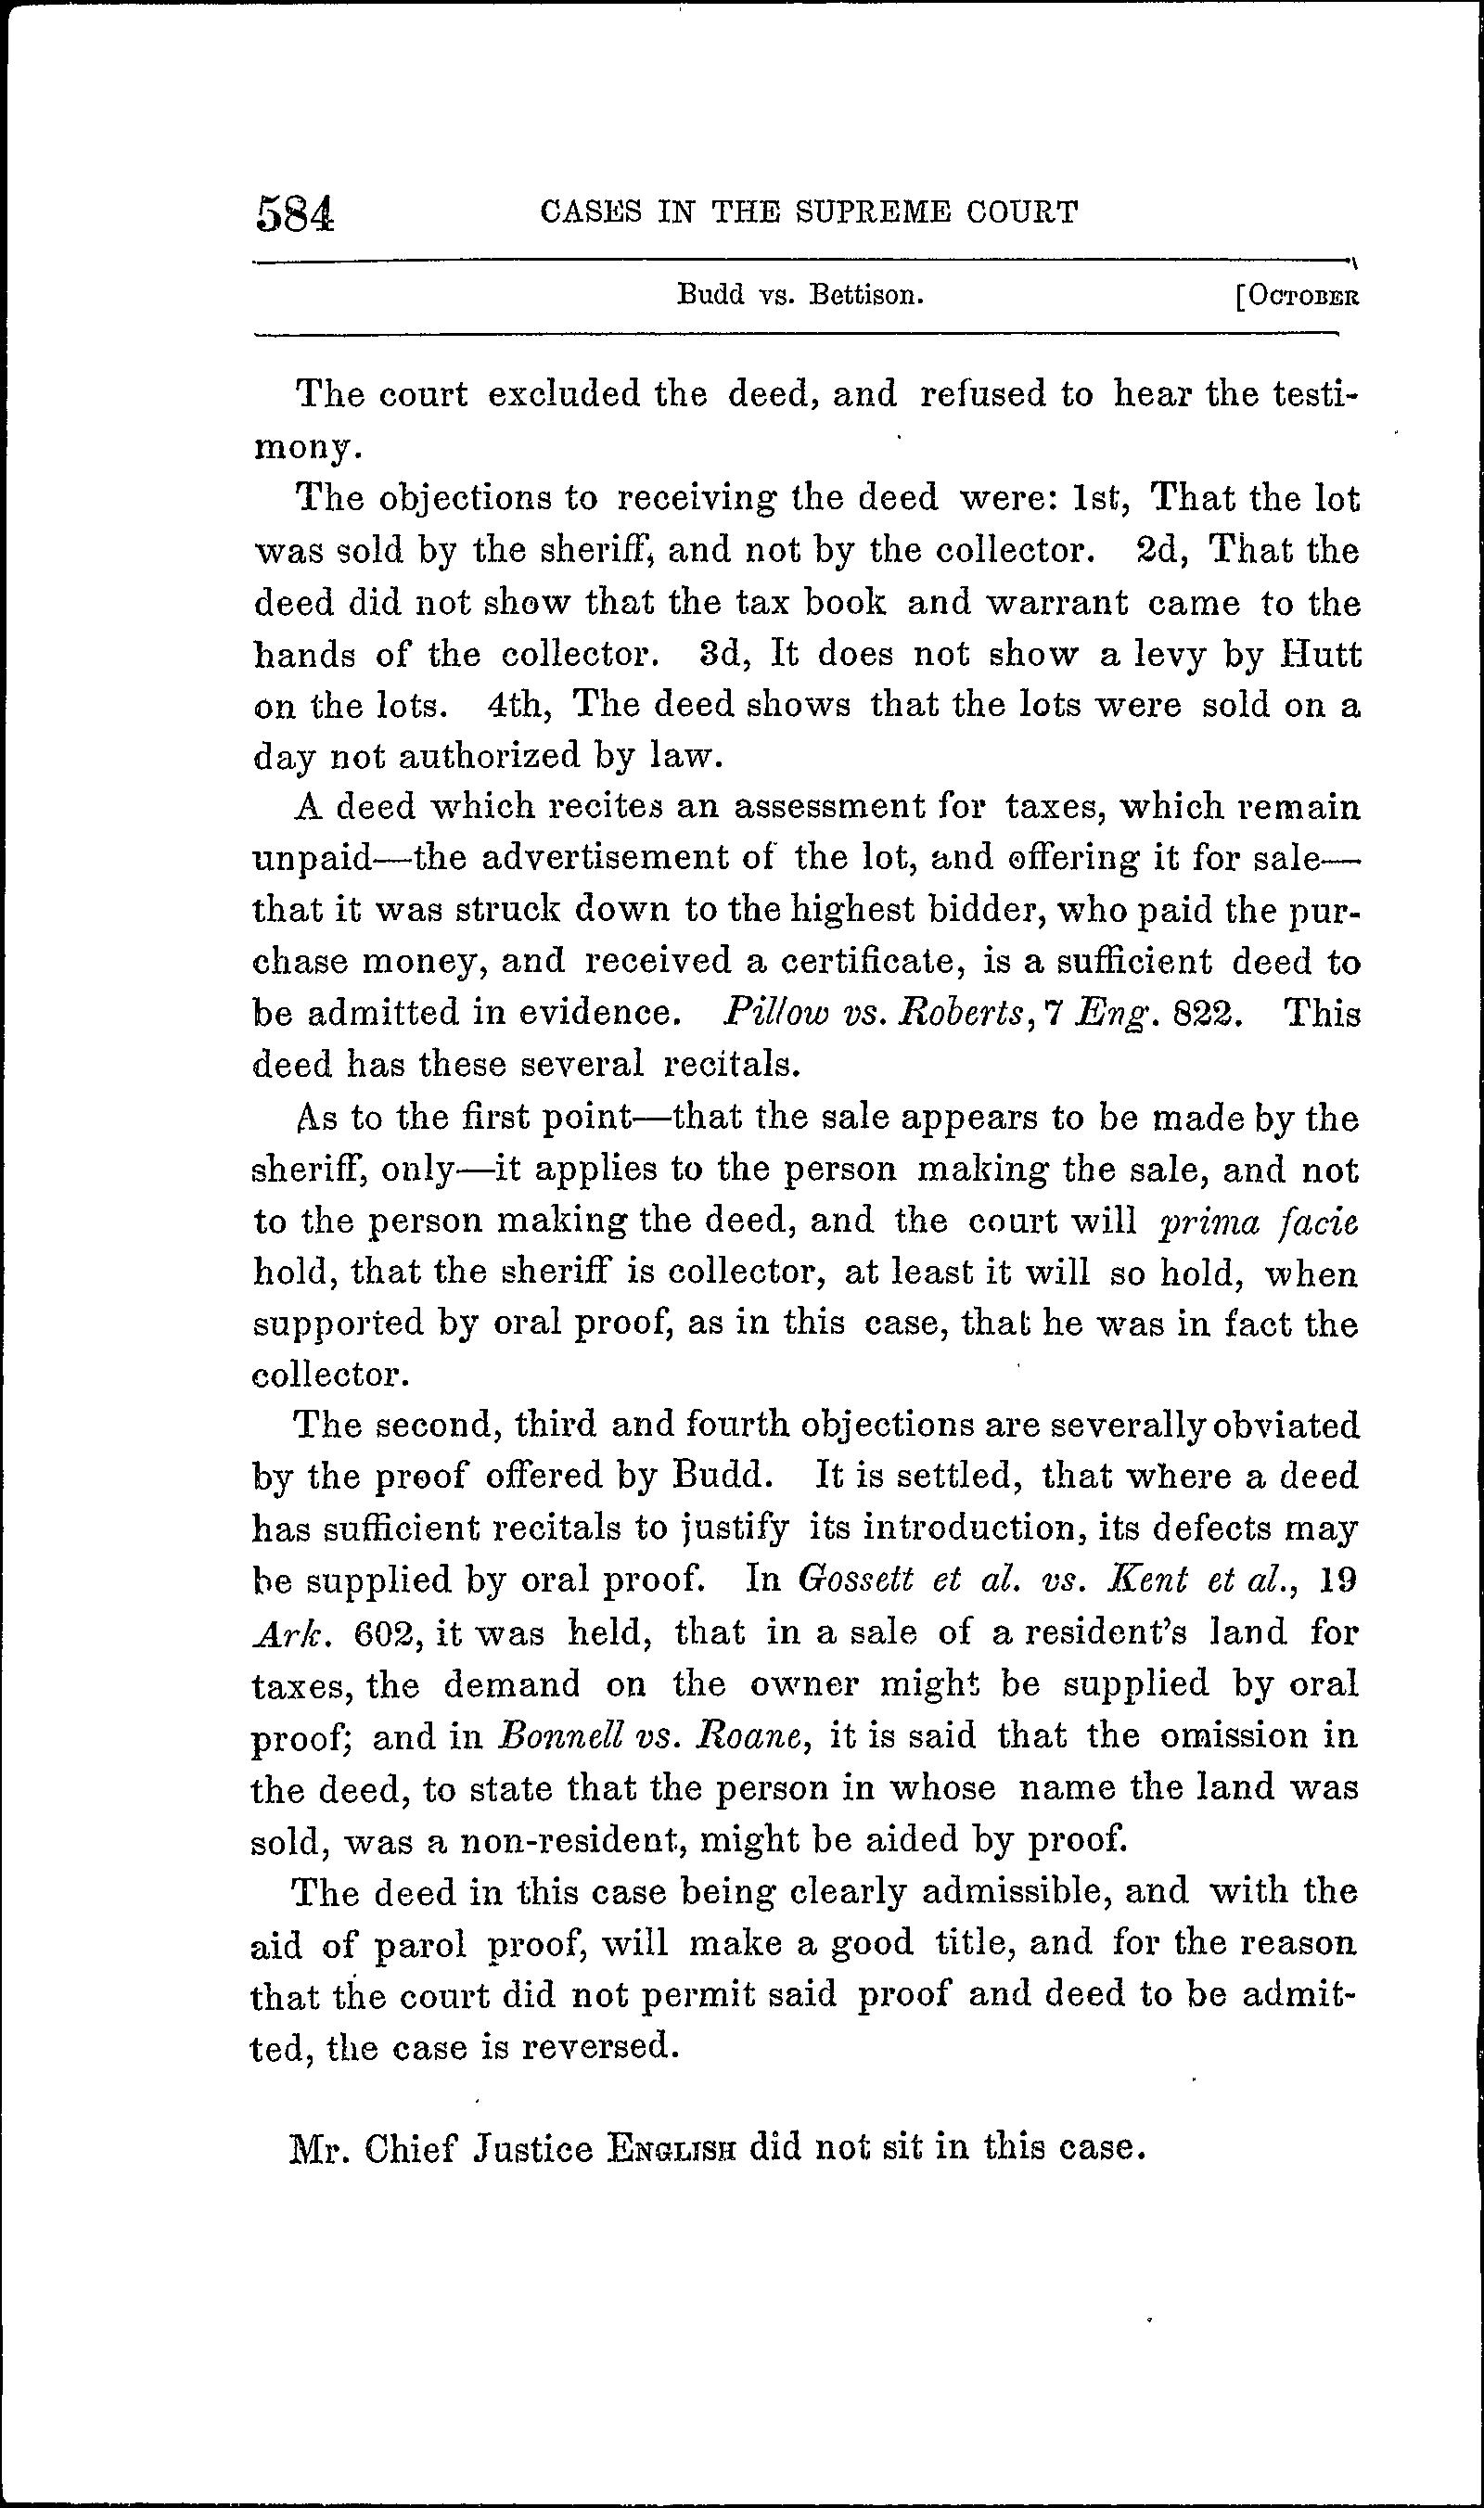 584 CASES IN THE SUPREME COURT
Budd vs. Bettison. [OCTOBER
The court excluded the deed, and refused to hear the testi-
mony.
The objections to receiving the deed were: 1st, That the lot
was sold by the sheriff, and not by the collector. 2d, That the
deed did not show that the tax book and warrant came to the
hands of the collector. 3d, It does not show a levy by Hutt
on the lots. 4th, The deed shows that the lots were sold on a
day not authorized by law.
A deed which recites an assessment for taxes, which remain
unpaid—the advertisement of the lot, and offering it for sale—
that it was struck down to the highest bidder, who paid the pur-
chase money, and received a certificate, is a sufficient deed to
be admitted in evidence. Pillow vs. Roberts, 7 Eng. 822. This
deed has these several recitals.
As to the first point—that the sale appears to be made by the
sheriff, only—it applies to the person making the sale, and not
to the person making the deed, and the court will prima facie
hold, that the sheriff is collector, at least it will so hold, when
supported by oral proof, as in this case, that he was in fact the
collector.
The second, third and fourth objections are severally obviated
by the proof offered by Budd. It is settled, that where a deed
has sufficient recitals to justify its introduction, its defects may
be supplied by oral proof. In Gossett et al. vs. Kent et al., 19
Ark. 602, it was held, that in a sale of a resident's land for
taxes, the demand on the owner might be supplied by oral
proof; and in Bonnell vs. Roane, it is said that the omission in
the deed, to state that the person in whose name the land was
sold, was a non-resident, might be aided by proof.
The deed in this case being clearly admissible, and with the
aid of parol proof, will make a good title, and for the reason
that the court did not permit said proof and deed to be admit-
ted, the case is reversed.
Mr. Chief Justice ENGLISH did not sit in this case.